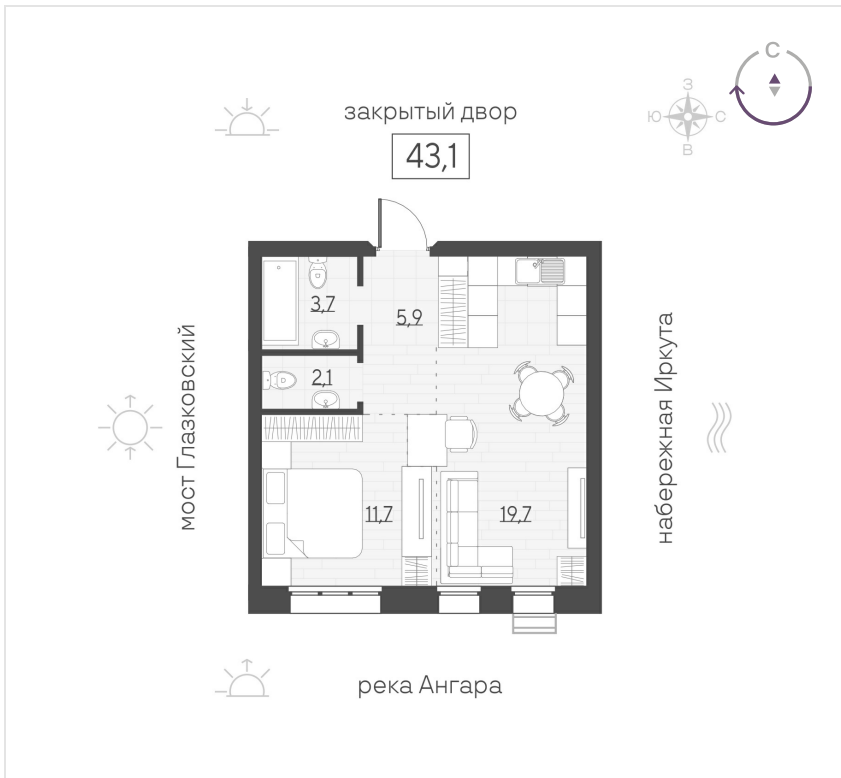 С
З
Ю
С
В
закрытый двор
43,1
3,7
5,9
2,1
11,7
19,7
мост Глазковский
набережная Иркута
река Ангара